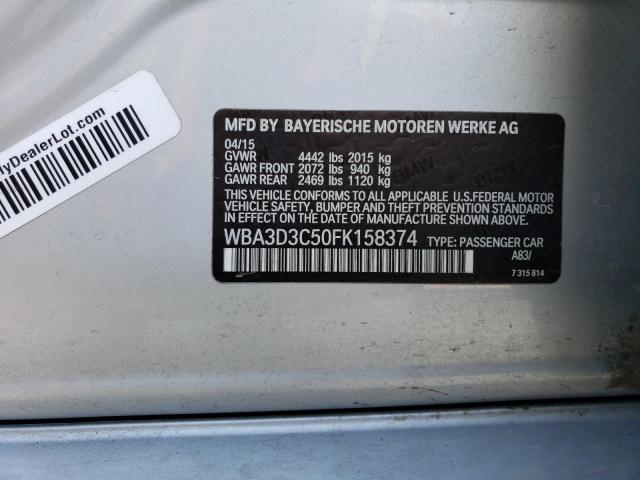 MyDealerLot.com
MFD BY BAYERISCHE MOTOREN WERKE AG
04/15
GVWR 4442 lbs 2015 kg
GAWR FRONT 2072 lbs 940 kg
GAWR REAR 2469 lbs 1120 kg
THIS VEHICLE CONFORMS TO ALL APPLICABLE U.S.FEDERAL MOTOR
VEHICLE SAFETY, BUMPER AND THEFT PREVENTION STANDARDS IN
EFFECT ON THE DATE OF MANUFACTURE SHOWN ABOVE.
WBA3D3C50FK158374 TYPE: PASSENGER CAR
A83/
7 315 814